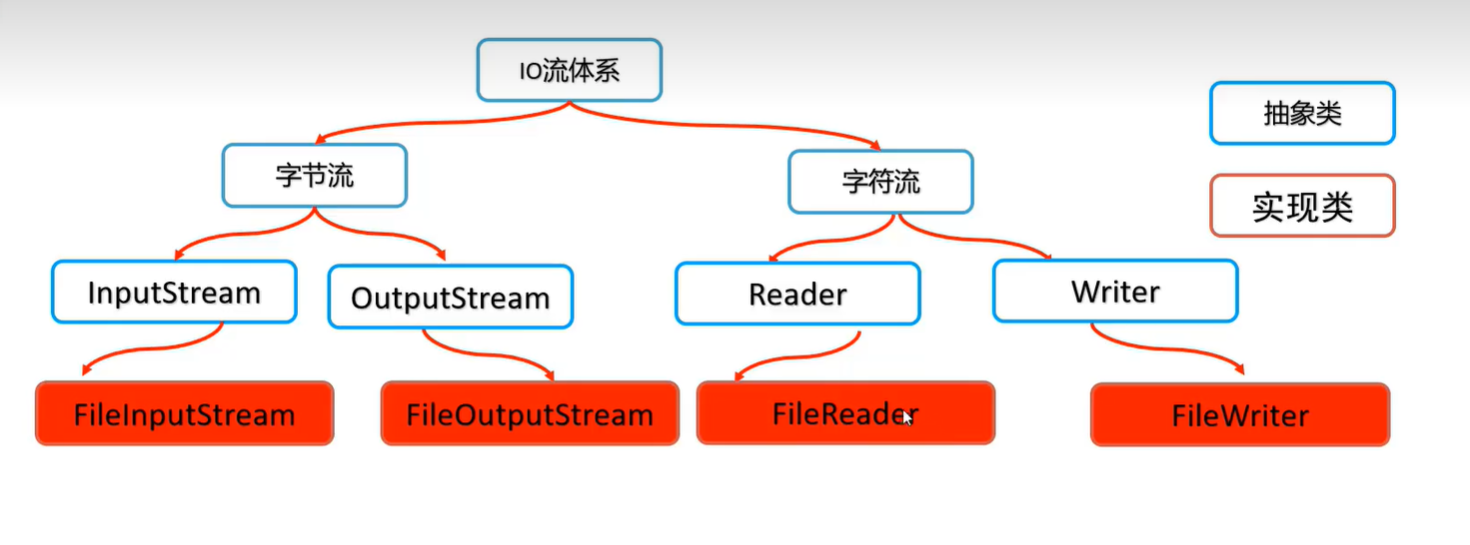 IO流体系
抽象类
字节流
字符流
实现类
InputStream
OutputStream
Reader
Writer
FileInputStream
FileOutputStream
FileReader
FileWriter